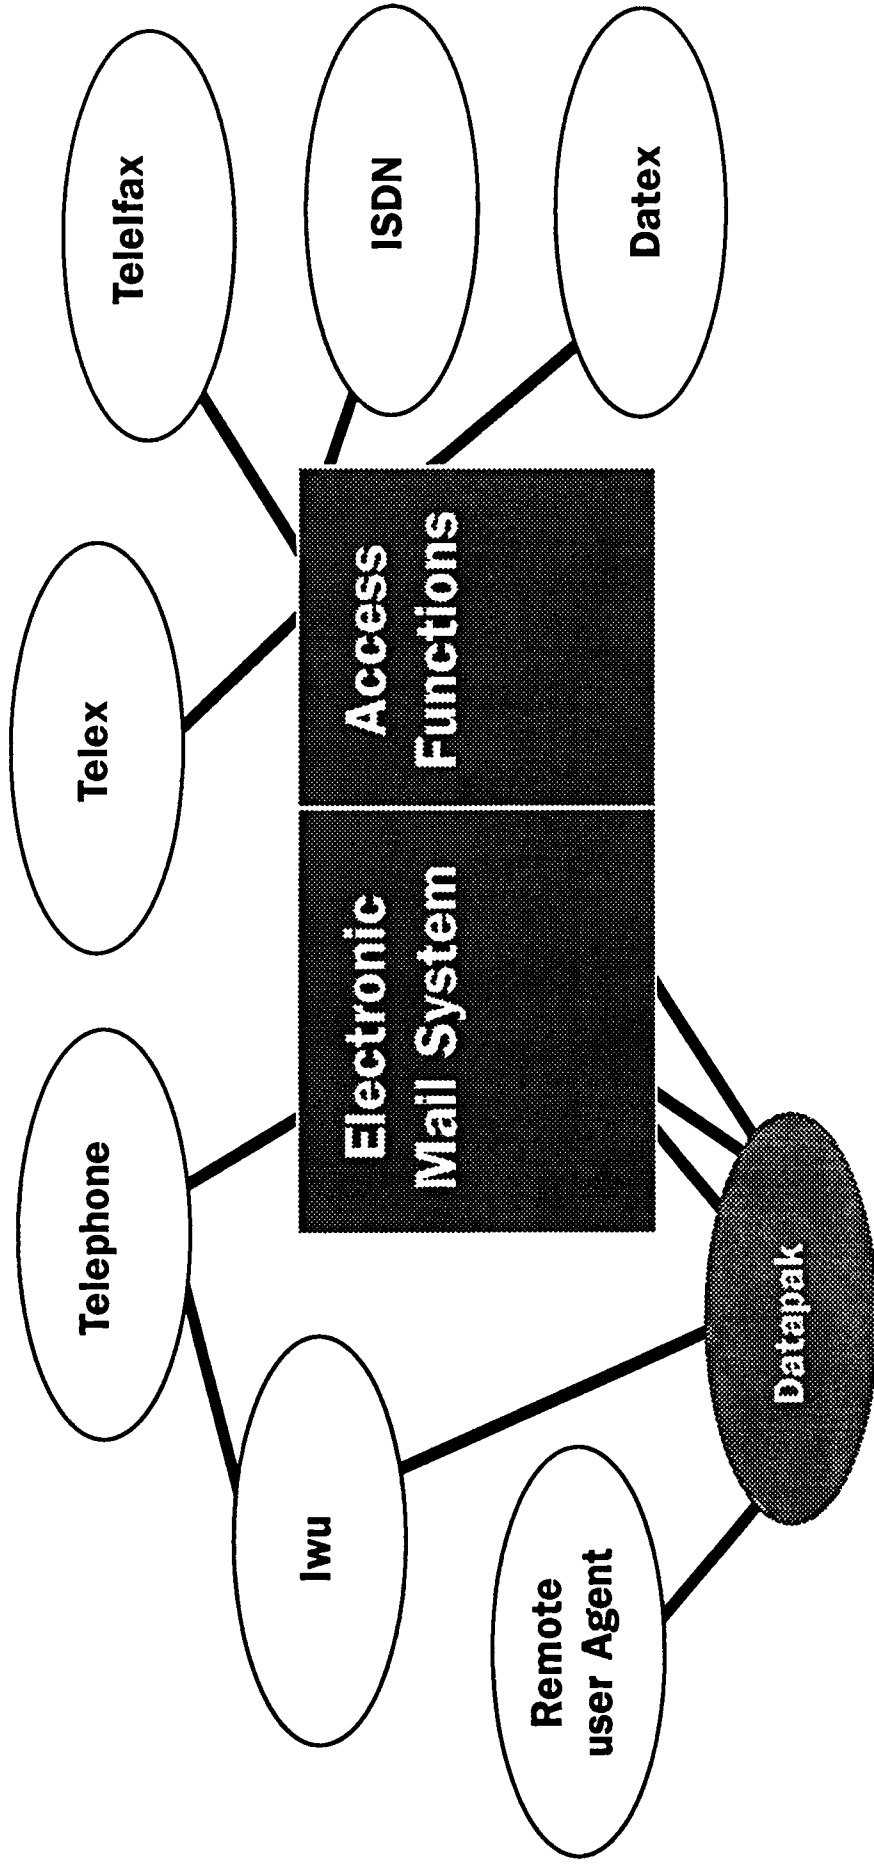 Telephone
Telex
Telelfax
Iwu
Electronic
Mail System
Access
Functions
ISDN
Remote
user Agent
Datapak
Datex